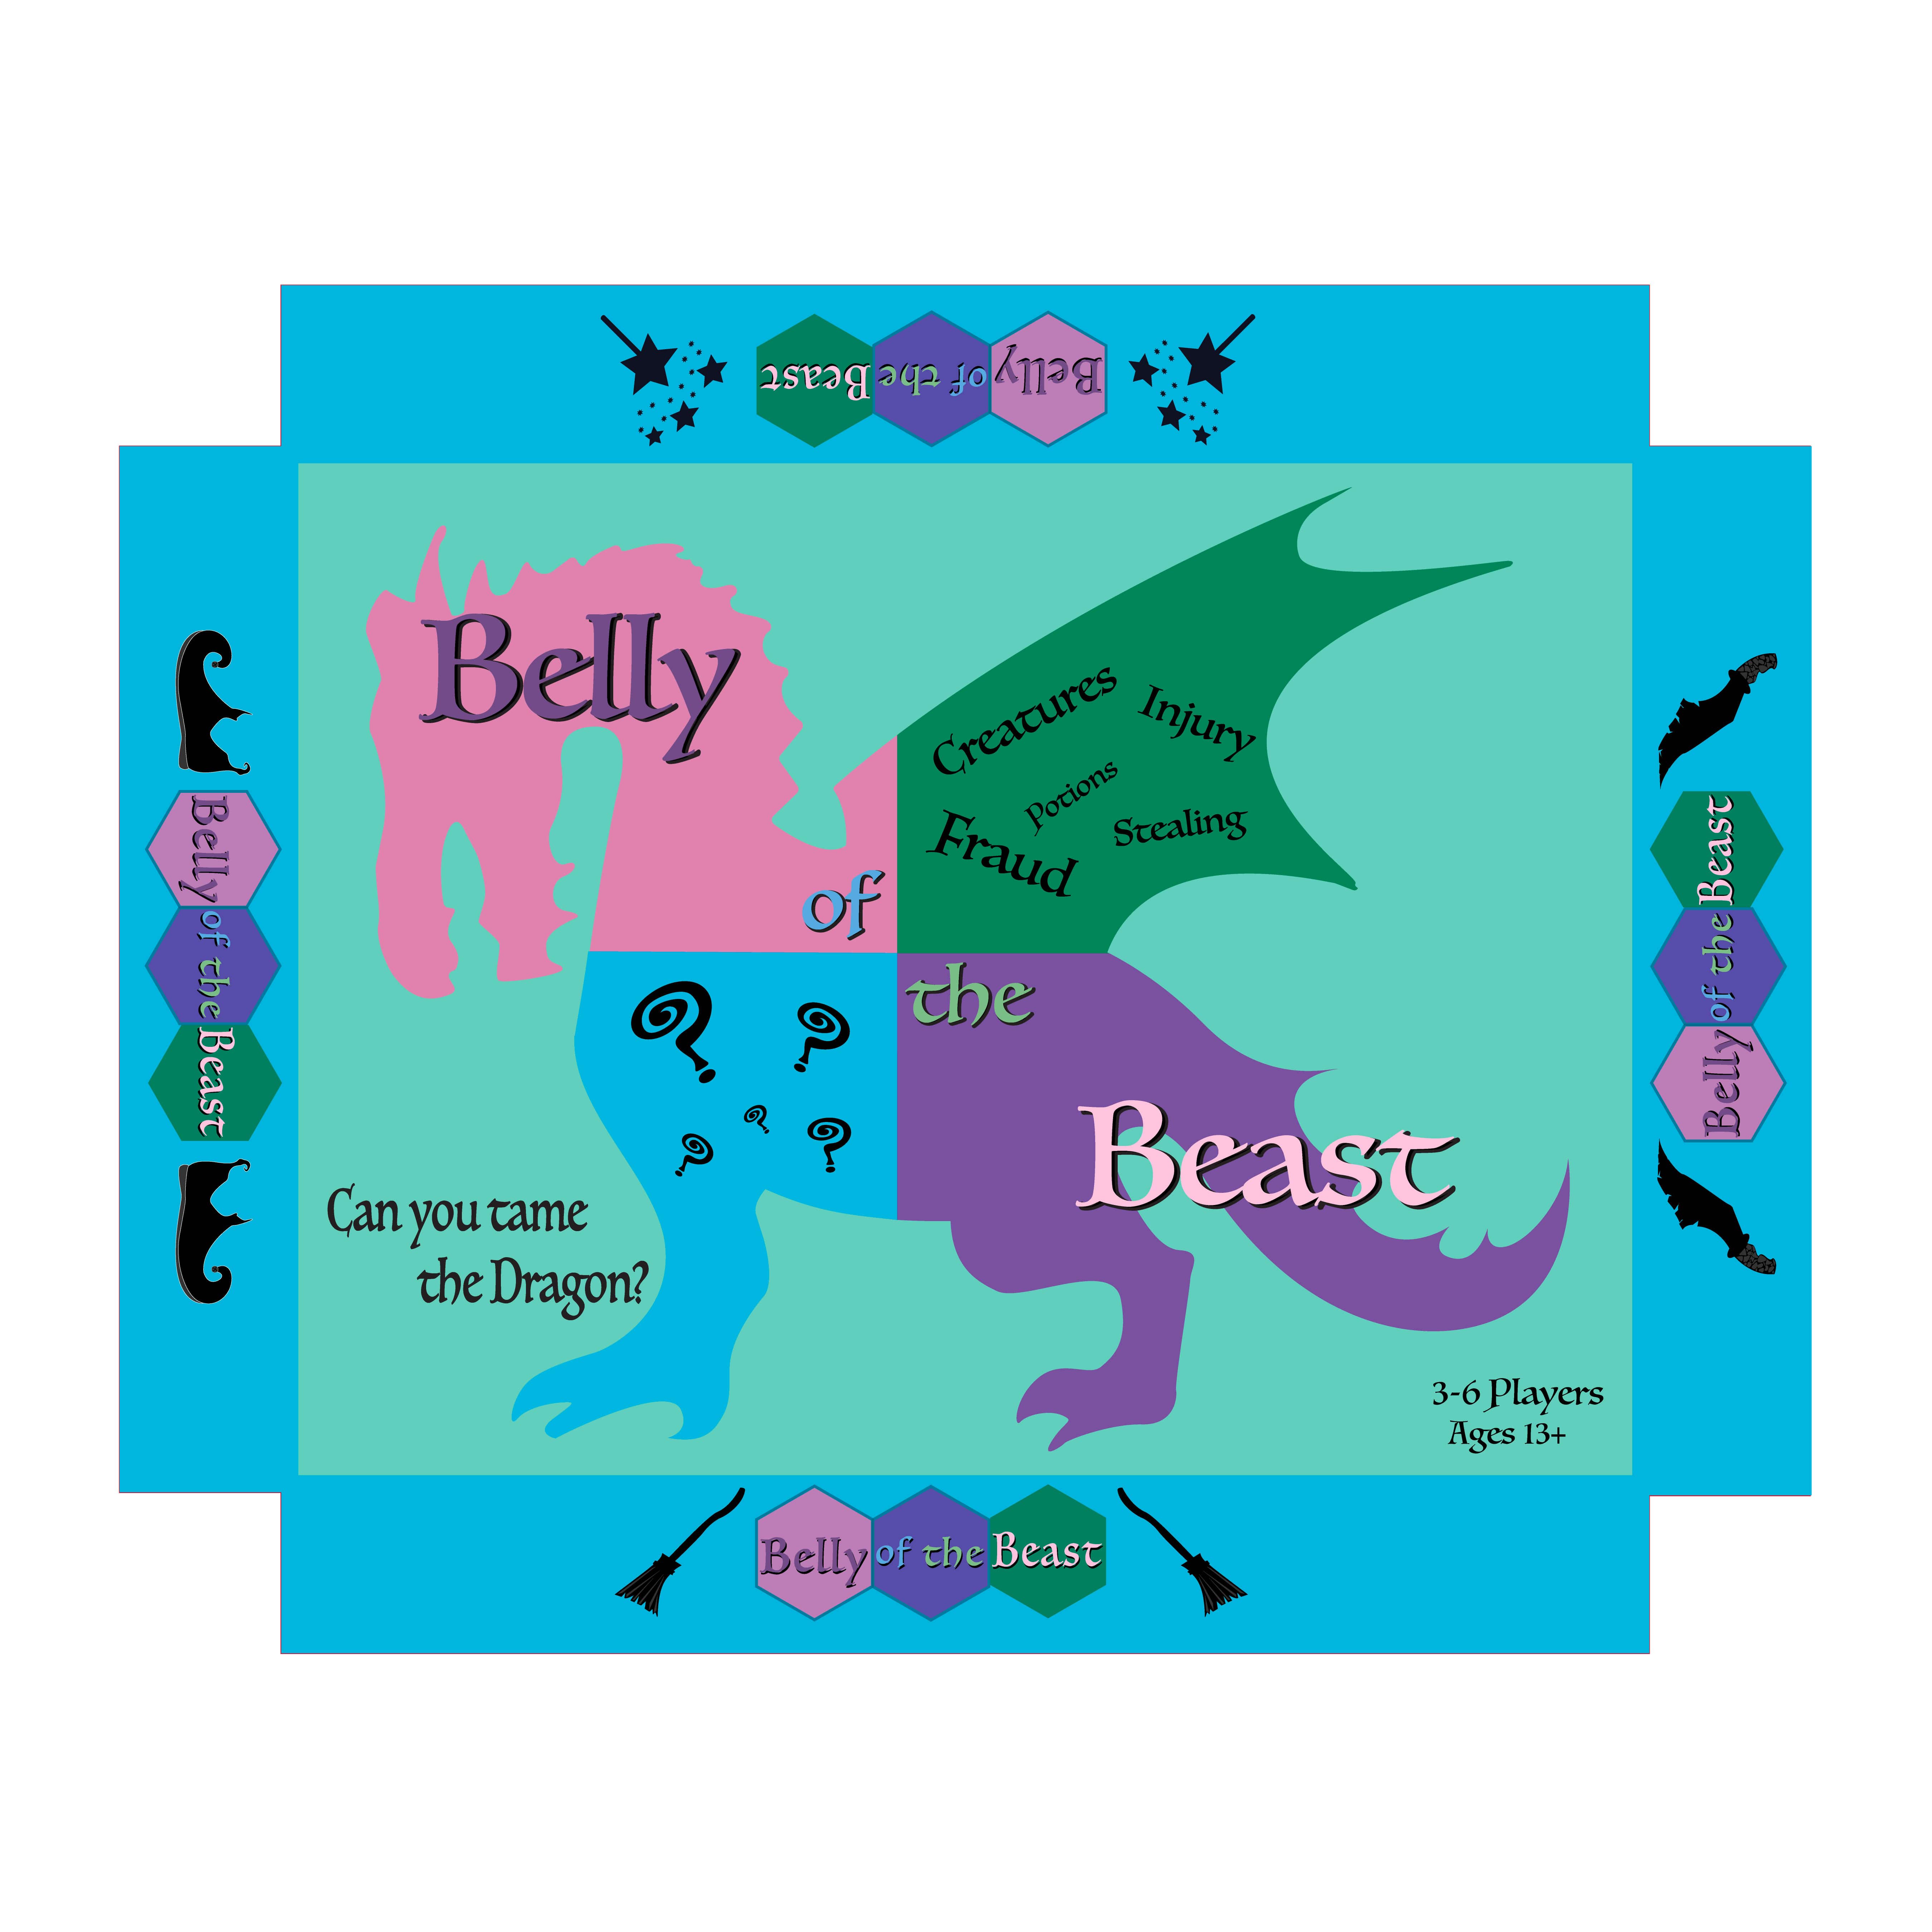 Belly of the Beast
Belly
of
the
Beast
Creatures
Injury
Potions
Fraud
Stealing
Can you tame
the Dragon?
3-6 Players
Ages 13+
Belly of the Beast
Belly of the Beast
Belly of the Beast